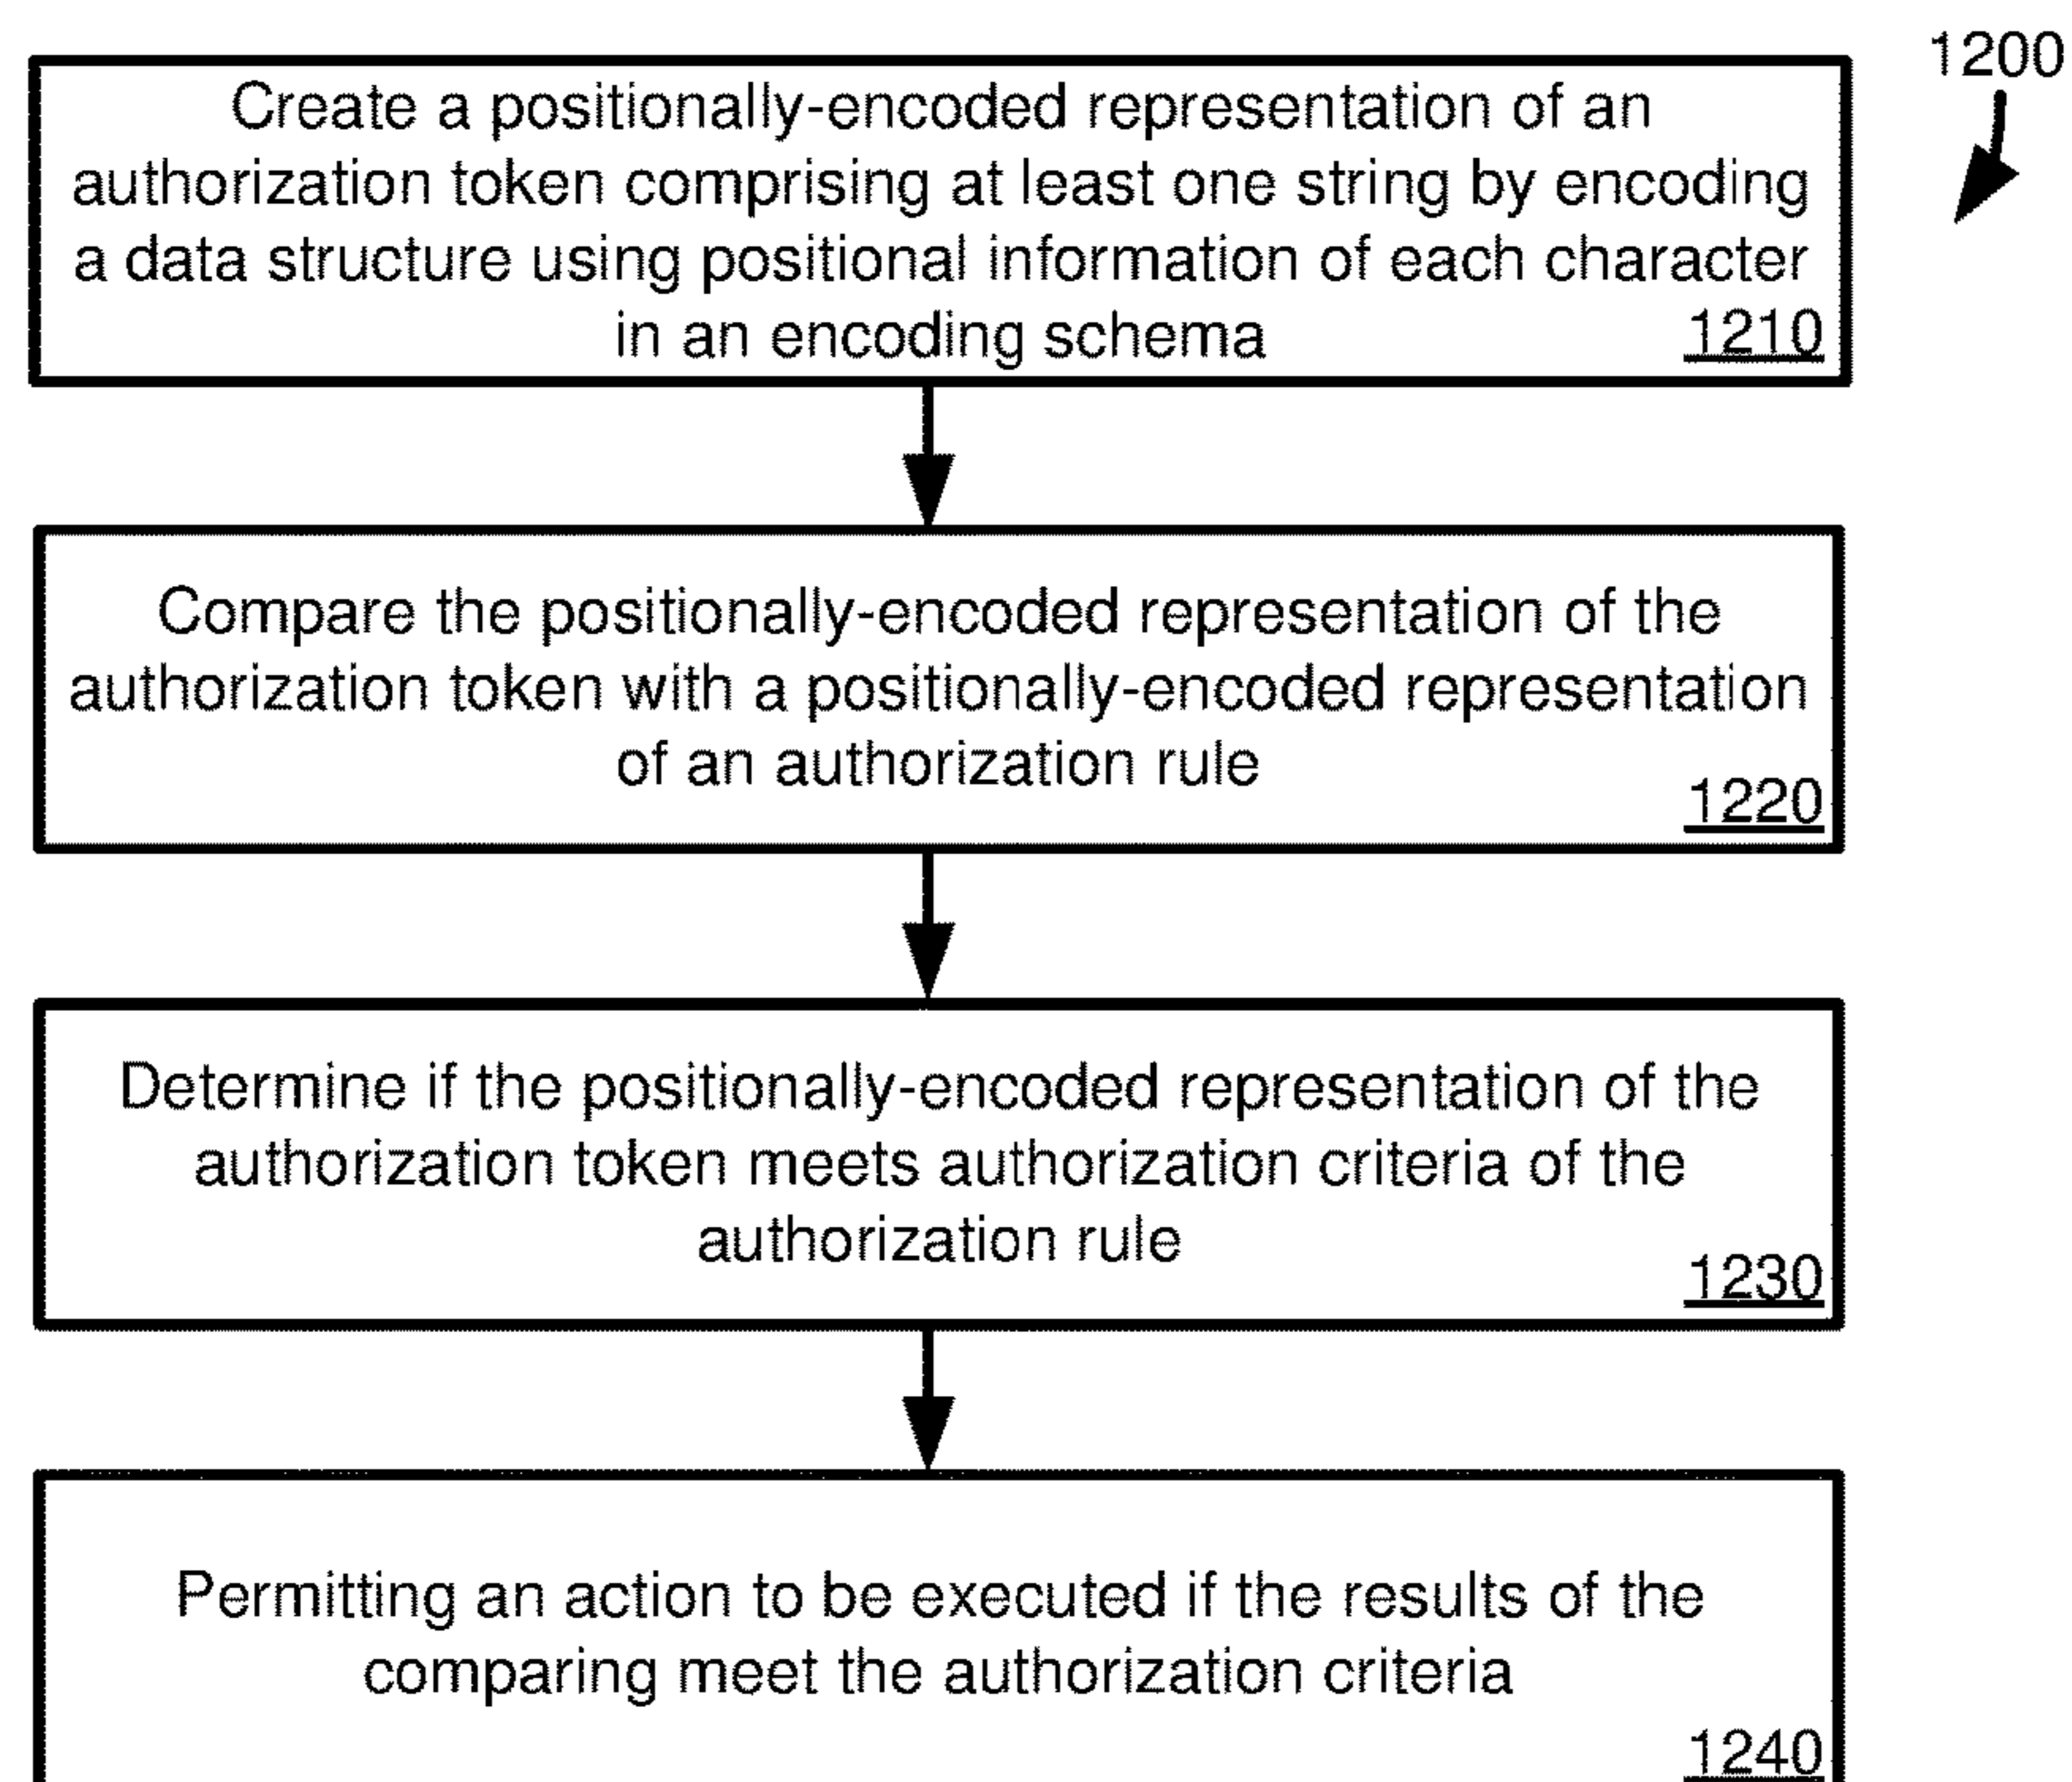 1200
Create a positionally-encoded representation of an
authorization token comprising at least one string by encoding
a data structure using positional information of each character
in an encoding schema
1210
Compare the positionally-encoded representation of the
authorization token with a positionally-encoded representation
of an authorization rule
1220
Determine if the positionally-encoded representation of the
authorization token meets authorization criteria of the
authorization rule
1230
Permitting an action to be executed if the results of the
comparing meet the authorization criteria
1240